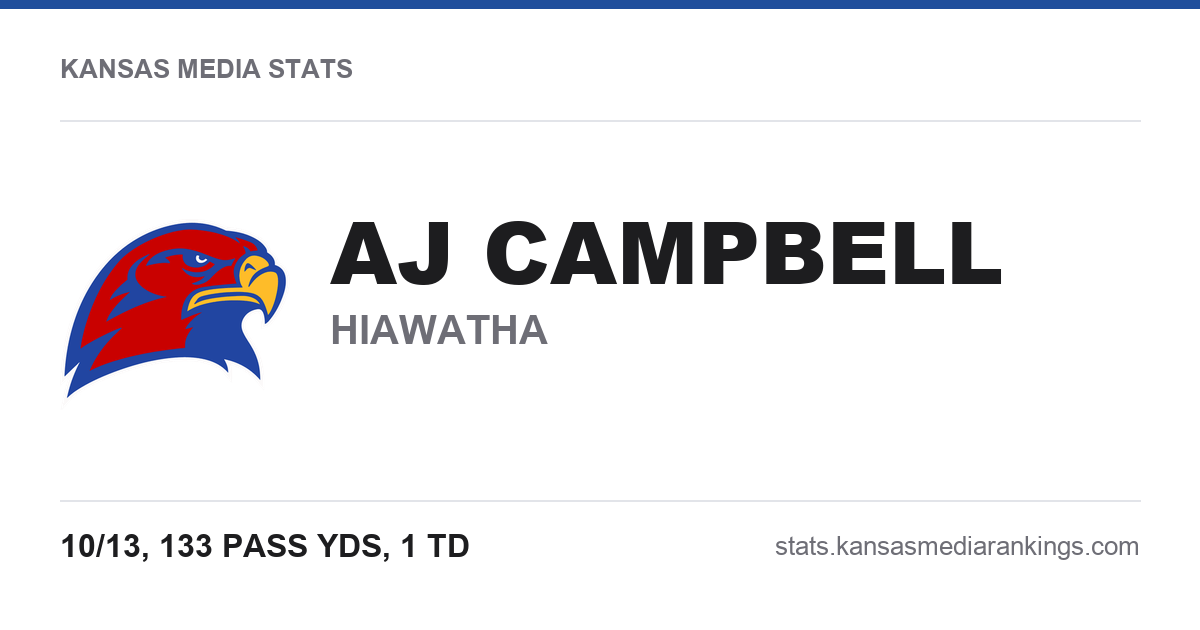 KANSAS MEDIA STATS
AJ CAMPBELL
HIAWATHA
10/13, 133 PASS YDS, 1 TD
stats.kansasmediarankings.com